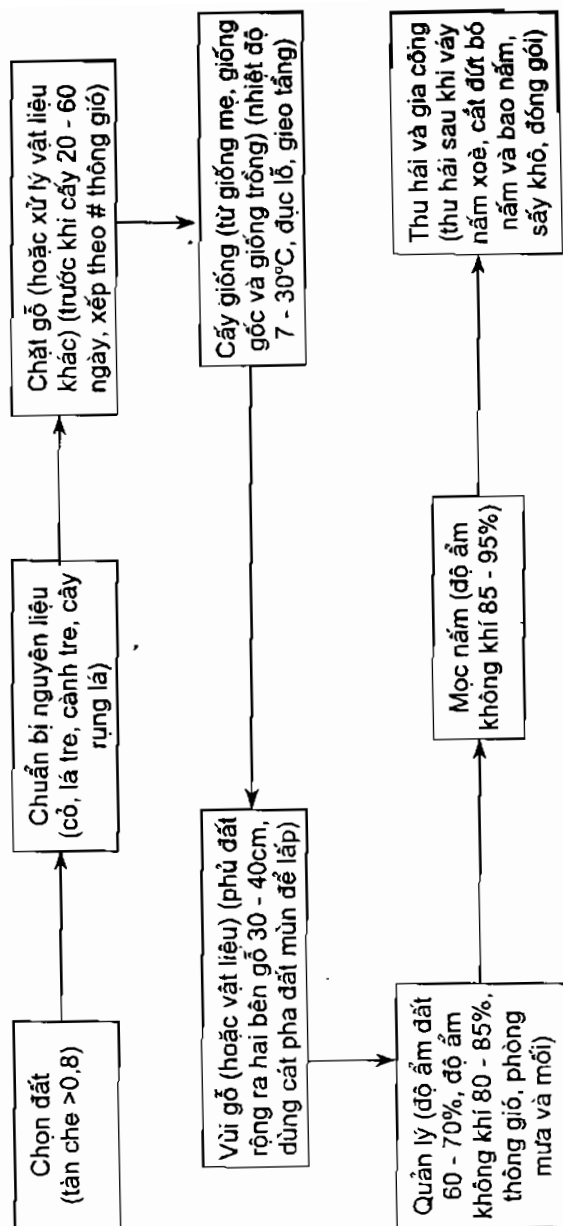 Chọn đất
(tàn che >0,8)
Chuẩn bị nguyên liệu
(cỏ, lá tre, cành tre, cây
rụng lá)
Chặt gỗ (hoặc xử lý vật liệu
khác) (trước khi cấy 20 - 60
ngày, xếp theo # thông gió)
Cấy giống (từ giống mẹ, giống
gốc và giống trồng) (nhiệt độ
7 - 30°C, đục lỗ, gieo tầng)
Vùi gỗ (hoặc vật liệu) (phủ đất
rộng ra hai bên gỗ 30 - 40cm,
dùng cát pha đất mùn để lấp)
Quản lý (độ ẩm đất
60 - 70%, độ ẩm
không khí 80 - 85%,
thông gió, phòng
mưa và mối)
Mọc nấm (độ ẩm
không khí 85 - 95%)
Thu hái và gia công
(thu hái sau khi váy
nấm xoè, cắt đứt bó
nấm và bao nấm,
sấy khô, đóng gói)